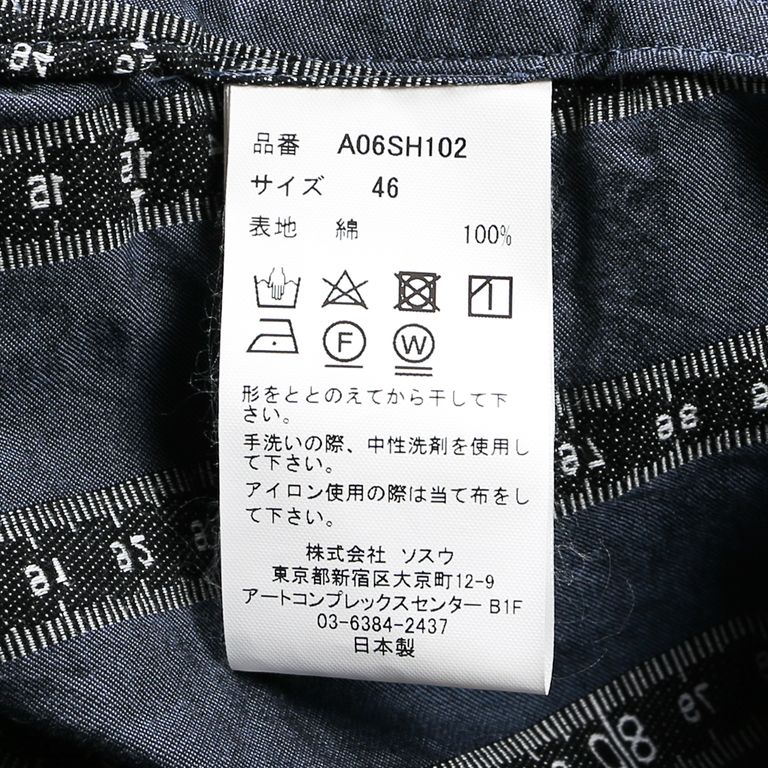 品番 A06SH102
サイズ 46
表地 綿 100%
F W
形をととのえてから干して下
さい。
手洗いの際、中性洗剤を使用し
て下さい。
アイロン使用の際は当て布をし
て下さい。
株式会社 ソスウ
東京都新宿区大京町12-9
アートコンプレックスセンター B1F
03-6384-2437
日本製